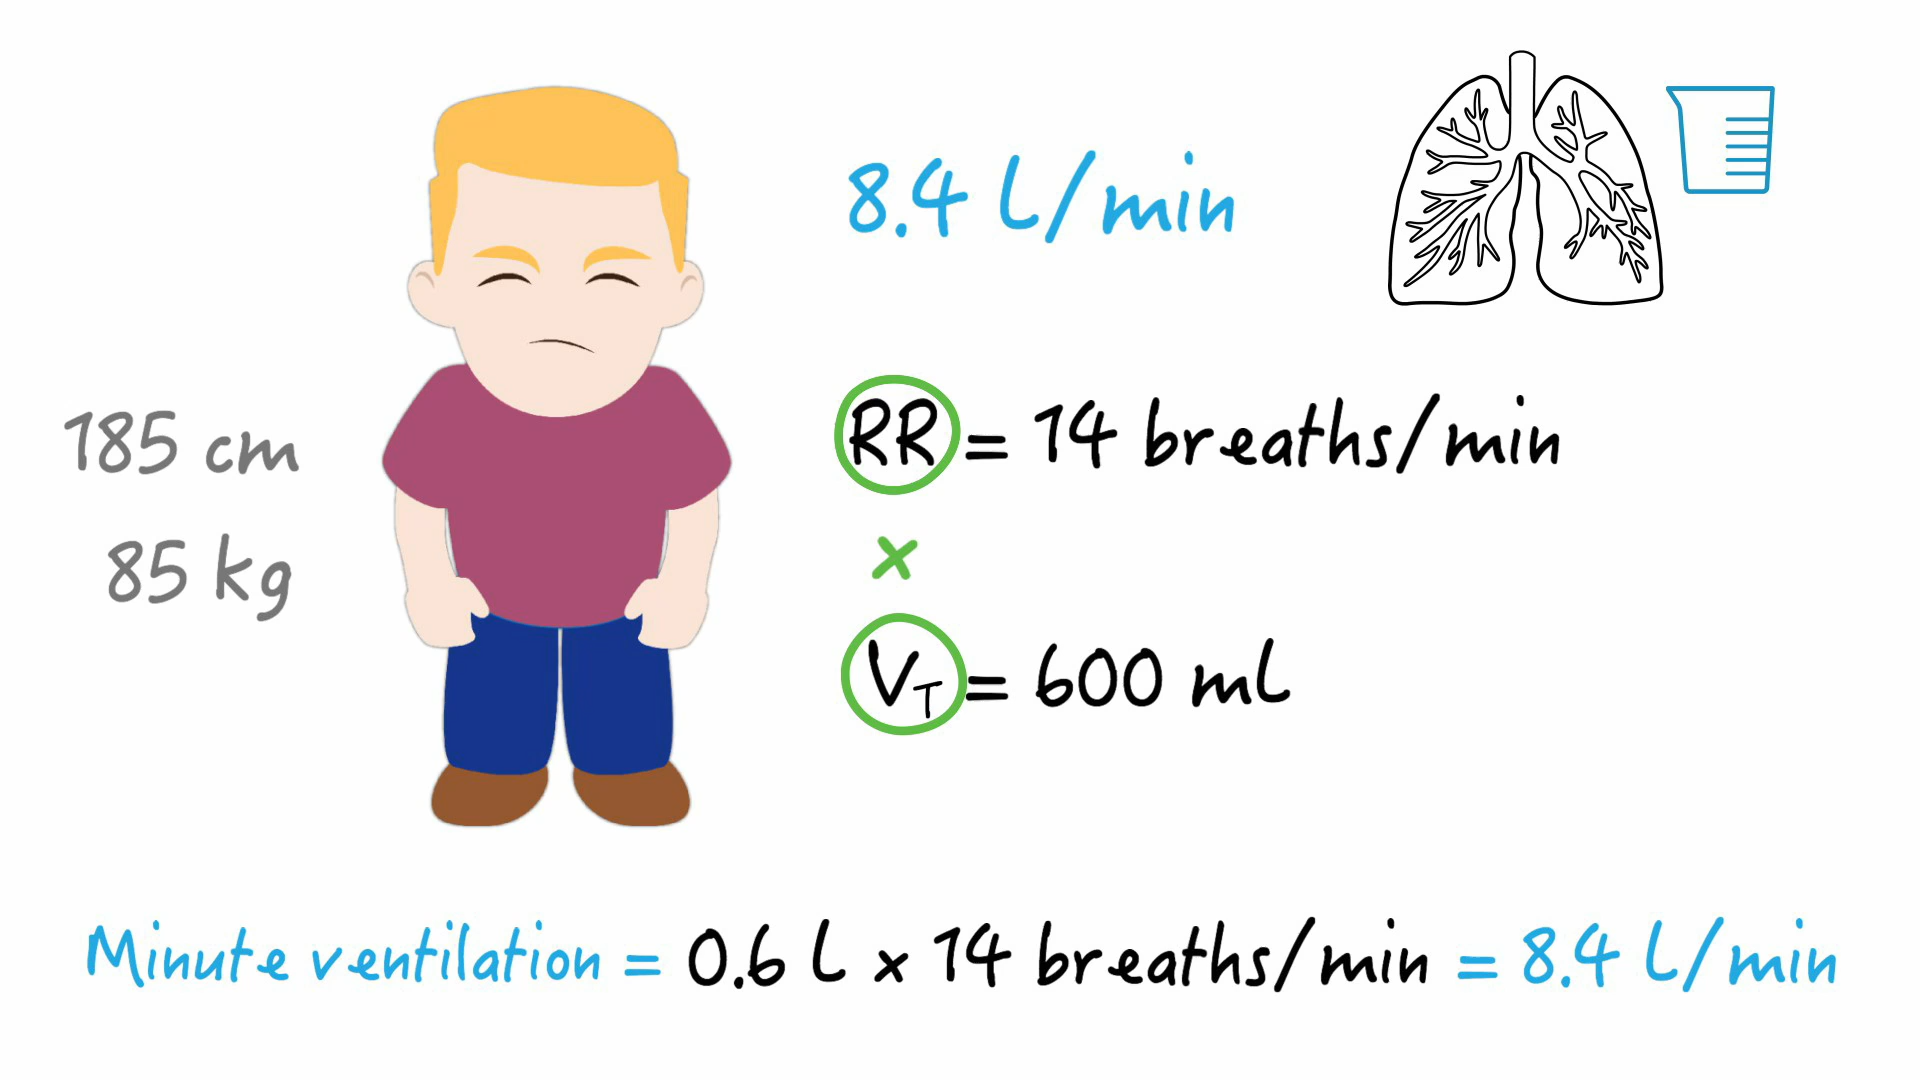 8.4 L/min
185 cm
85 kg
RR = 14 breaths/min
x
VT = 600 mL
Minute ventilation = 0.6 L x 14 breaths/min = 8.4 L/min